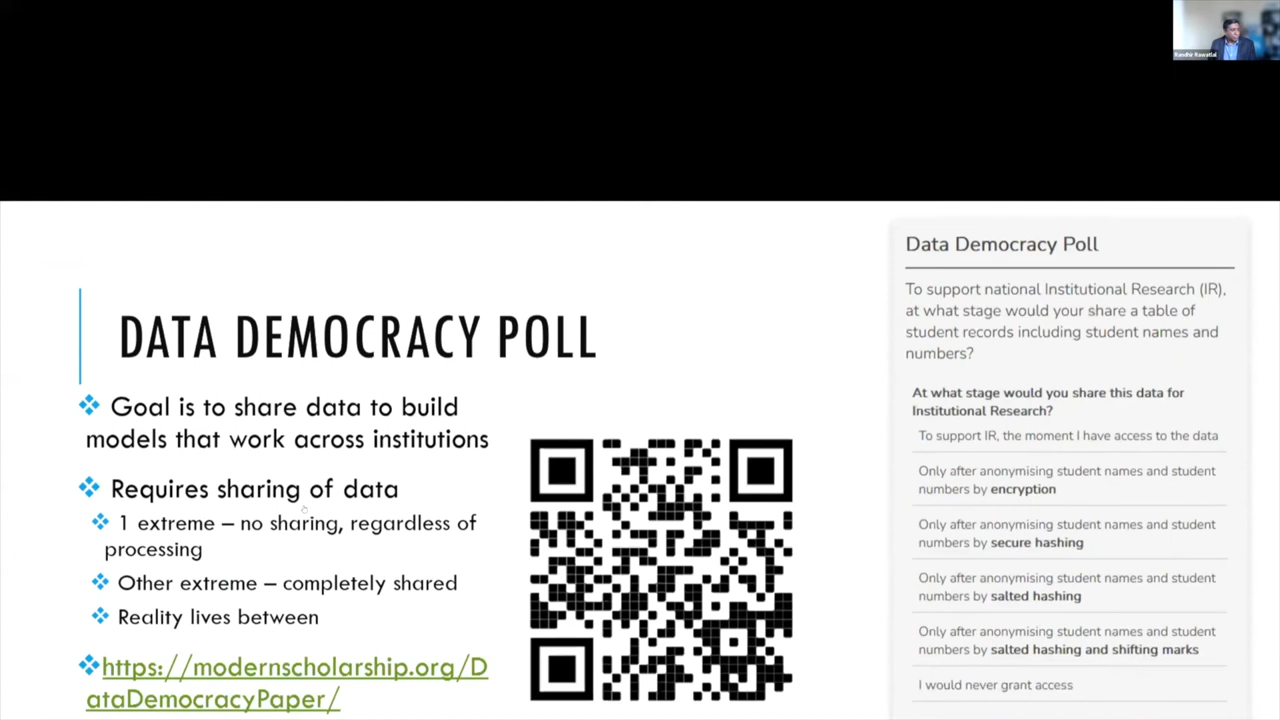 Randhir Rawatlal
DATA DEMOCRACY POLL
Goal is to share data to build
models that work across institutions
Requires sharing of data
1 extreme – no sharing, regardless of
processing
Other extreme – completely shared
Reality lives between
https://modernscholarship.org/D
ataDemocracyPaper/
Data Democracy Poll
To support national Institutional Research (IR),
at what stage would your share a table of
student records including student names and
numbers?
At what stage would you share this data for
Institutional Research?
To support IR, the moment I have access to the data
Only after anonymising student names and student
numbers by encryption
Only after anonymising student names and student
numbers by secure hashing
Only after anonymising student names and student
numbers by salted hashing
Only after anonymising student names and student
numbers by salted hashing and shifting marks
I would never grant access